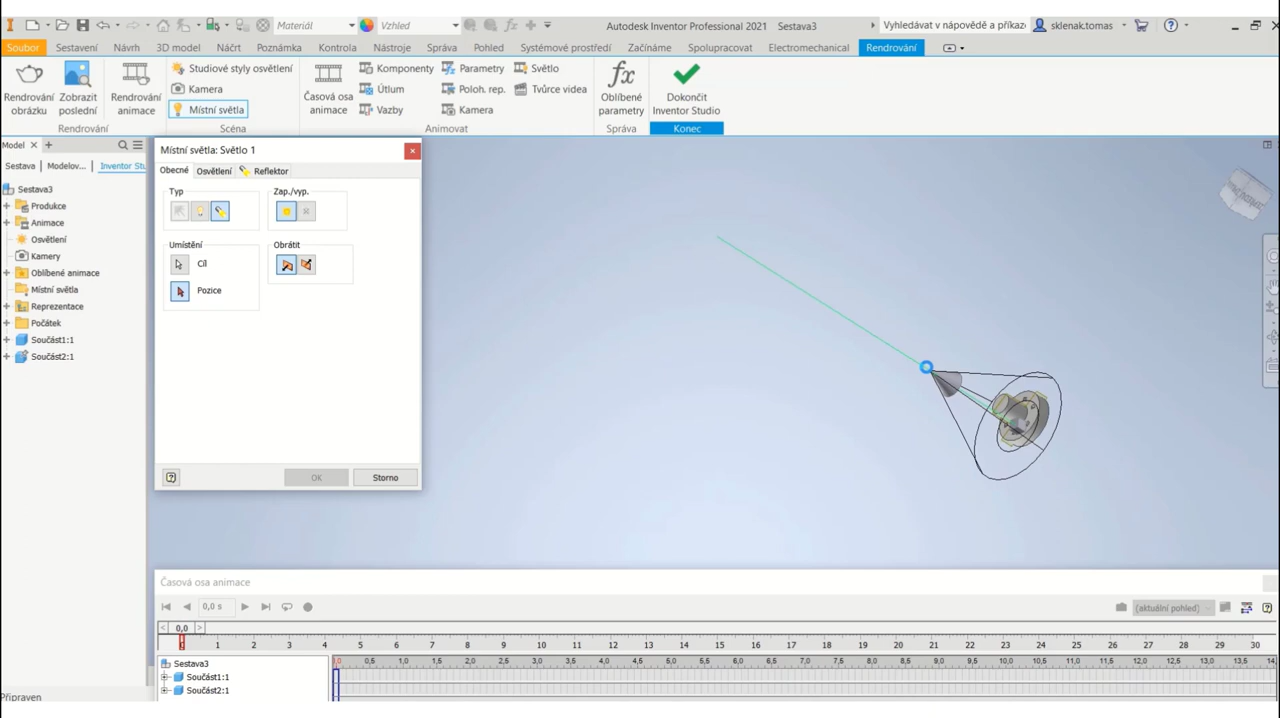 Materiál
Vzhled
Autodesk Inventor Professional 2021 Sestava3
Vyhledávat v nápovědě a příkaze
sklenak.tomas
Soubor Sestavení Návrh 3D model Náčrt Poznámka Kontrola Nástroje Správa Pohled Systémové prostředí Začínáme Spolupracovat Electromechanical Rendrování
Rendrování obrázku
Zobrazit poslední
Rendrování animace
Studiové styly osvětlení
Kamera
Místní světla
Časová osa animace
Komponenty
Útlum
Vazby
Parametry
Poloh. rep.
Kamera
Světlo
Tvůrce videa
fx
Oblíbené parametry
Dokončit Inventor Studio
Rendrování Scéna Animovat Správa Konec
Model
Sestava Modelov... Inventor Stu
Sestava3
Produkce
Animace
Osvětlení
Kamery
Oblíbené animace
Místní světla
Reprezentace
Počátek
Součást1:1
Součást2:1
Místní světla: Světlo 1
Obecné Osvětlení Reflektor
Typ Zap./vyp.
Umístění Obrátit
Cíl
Pozice
OK Storno
Časová osa animace
0,0 s
(aktuální pohled)
0,0
1 2 3 4 5 6 7 8 9 10 11 12 13 14 15 16 17 18 19 20 21 22 23 24 25 26 27 28 29 30
Sestava3
0,5 1,0 1,5 2,0 2,5 3,0 3,5 4,0 4,5 5,0 5,5 6,0 6,5 7,0 7,5 8,0 8,5 9,0 9,5 10,0 10,5 11,0 11,5 12,0 12,5 13,0 13,5
Součást1:1
Součást2:1
Připraven